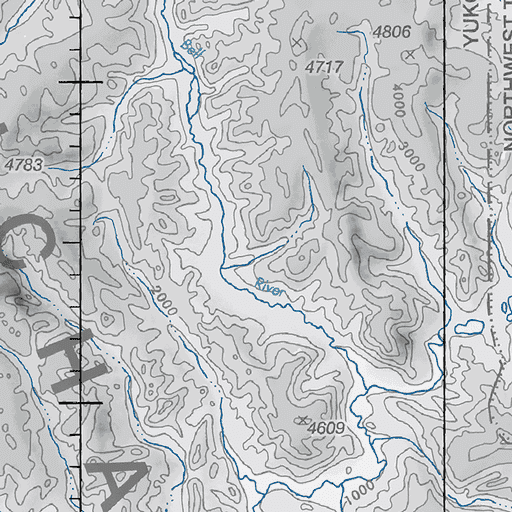 Bell
4806
YUKO
4717
4000
NORTHWEST T
3000
4783
C
River
2000
H
4609
A
1000